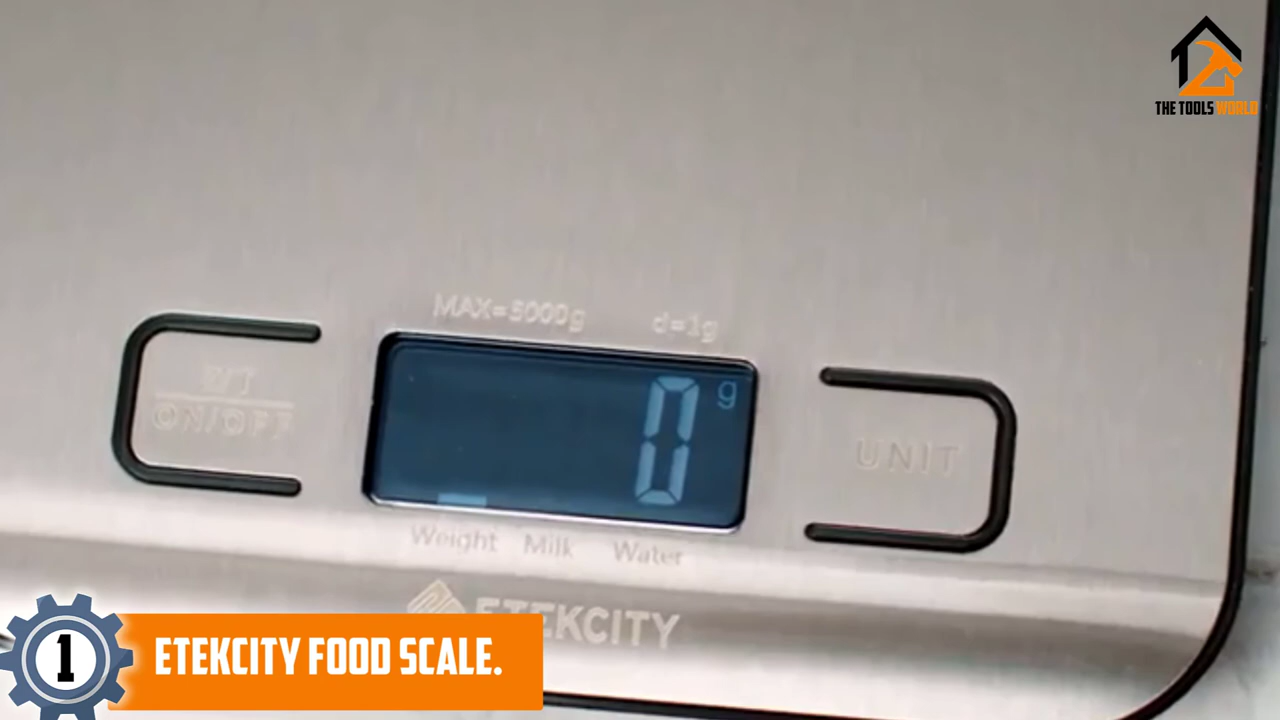 THE TOOLS WORLD
MAX=5000g d=1g
0 g
ON/OFF
UNIT
Weight Milk Water
ETEKCITY
1
ETEKCITY FOOD SCALE.